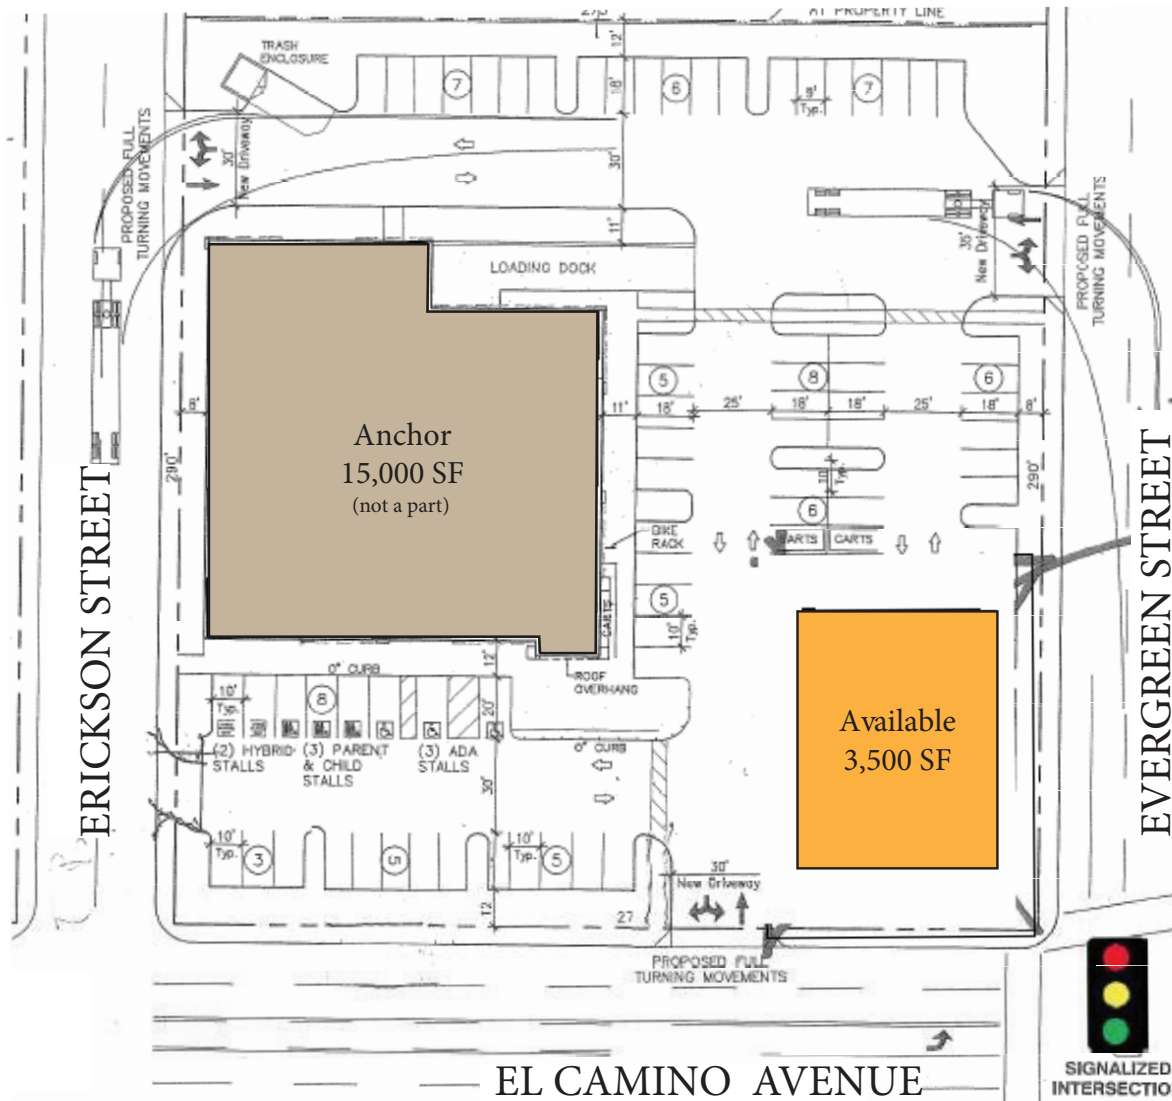 AT PROPERTY LINE
TRASH
ENCLOSURE
12'
18'
7
6
7
9'
Typ.
PROPOSED FULL
TURNING MOVEMENTS
30'
New Driveway
30'
11'
LOADING DOCK
35'
New Driveway
PROPOSED FULL
TURNING MOVEMENTS
5
8
6
8'
11'
18'
25'
18'
18'
25'
18'
8'
Anchor
15,000 SF
(not a part)
290'
10'
Typ.
290'
6
BIKE
RACK
CARTS
CARTS
5
CARTS
10'
Typ.
ERICKSON STREET
EVERGREEN STREET
0" CURB
12'
ROOF
OVERHANG
10'
Typ.
8
20'
(2) HYBRID
STALLS
(3) PARENT
& CHILD
STALLS
(3) ADA
STALLS
0" CURB
Available
3,500 SF
30'
10'
Typ.
3
5
10'
Typ.
5
30'
New Driveway
12
27
PROPOSED FULL
TURNING MOVEMENTS
EL CAMINO AVENUE
SIGNALIZED
INTERSECTIO